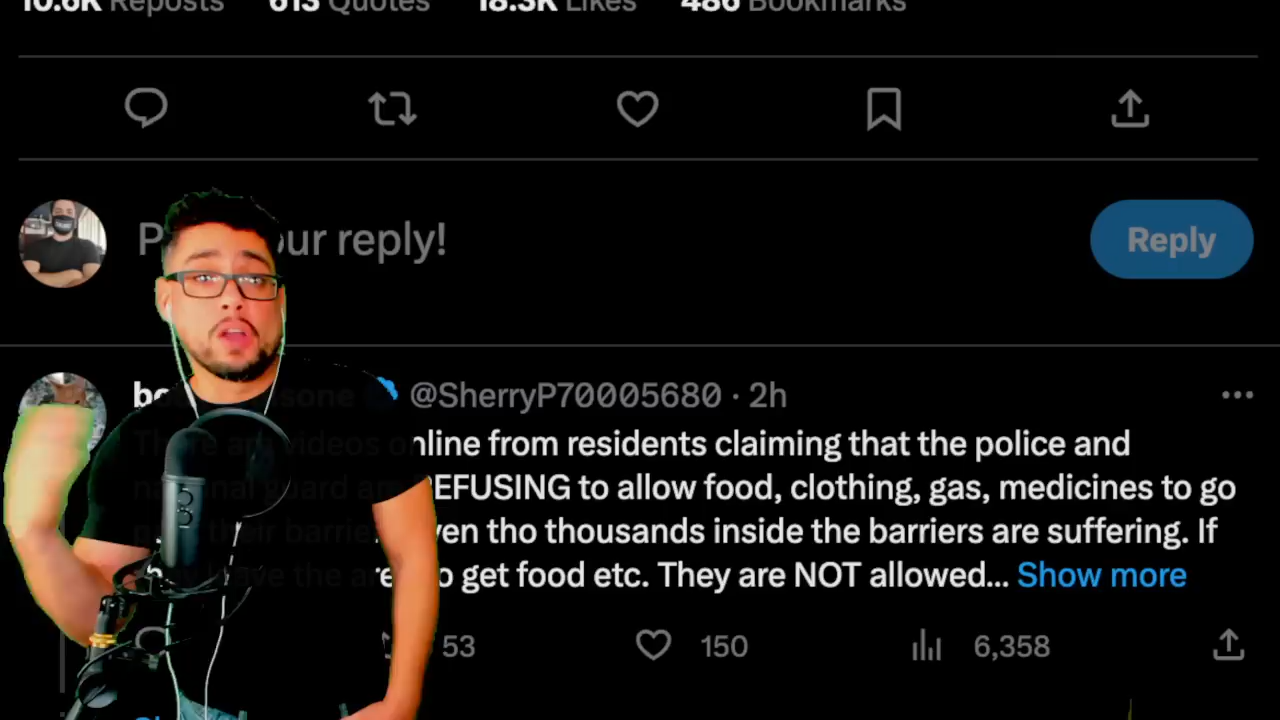 10.6K Reposts 613 Quotes 18.3K Likes 486 Bookmarks
our reply!
Reply
@SherryP70005680 · 2h
There are videos online from residents claiming that the police and
national guard are REFUSING to allow food, clothing, gas, medicines to go
their barriers even tho thousands inside the barriers are suffering. If
leave the area to get food etc. They are NOT allowed... Show more
53 150 6,358